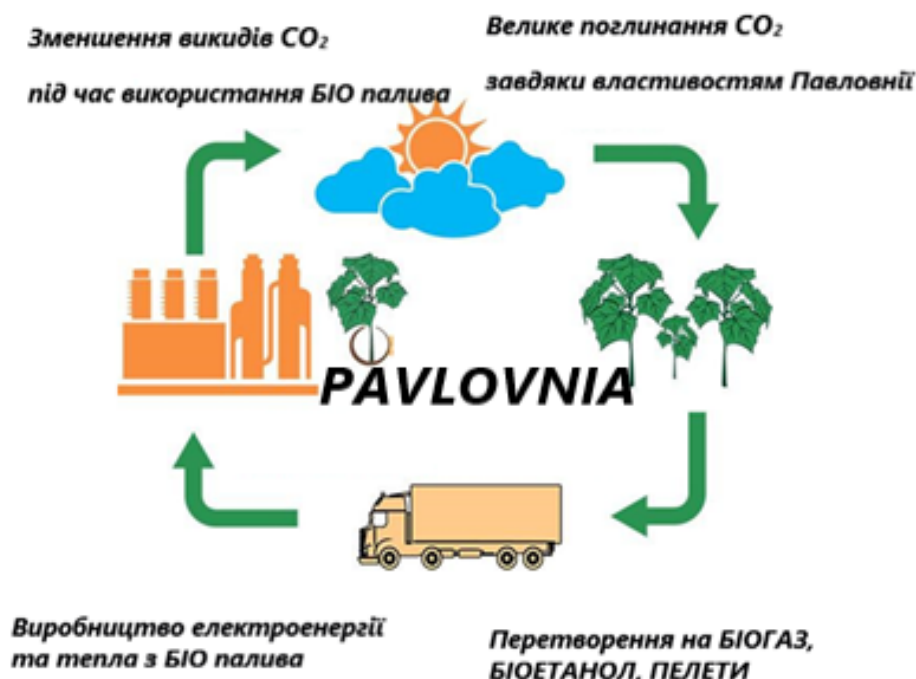 Зменшення викидів CO₂
під час використання БІО палива
Велике поглинання CO₂
завдяки властивостям Павловнії
PAVLOVNIA
Виробництво електроенергії
та тепла з БІО палива
Перетворення на БІОГАЗ,
БІОЕТАНОЛ, ПЕЛЕТИ